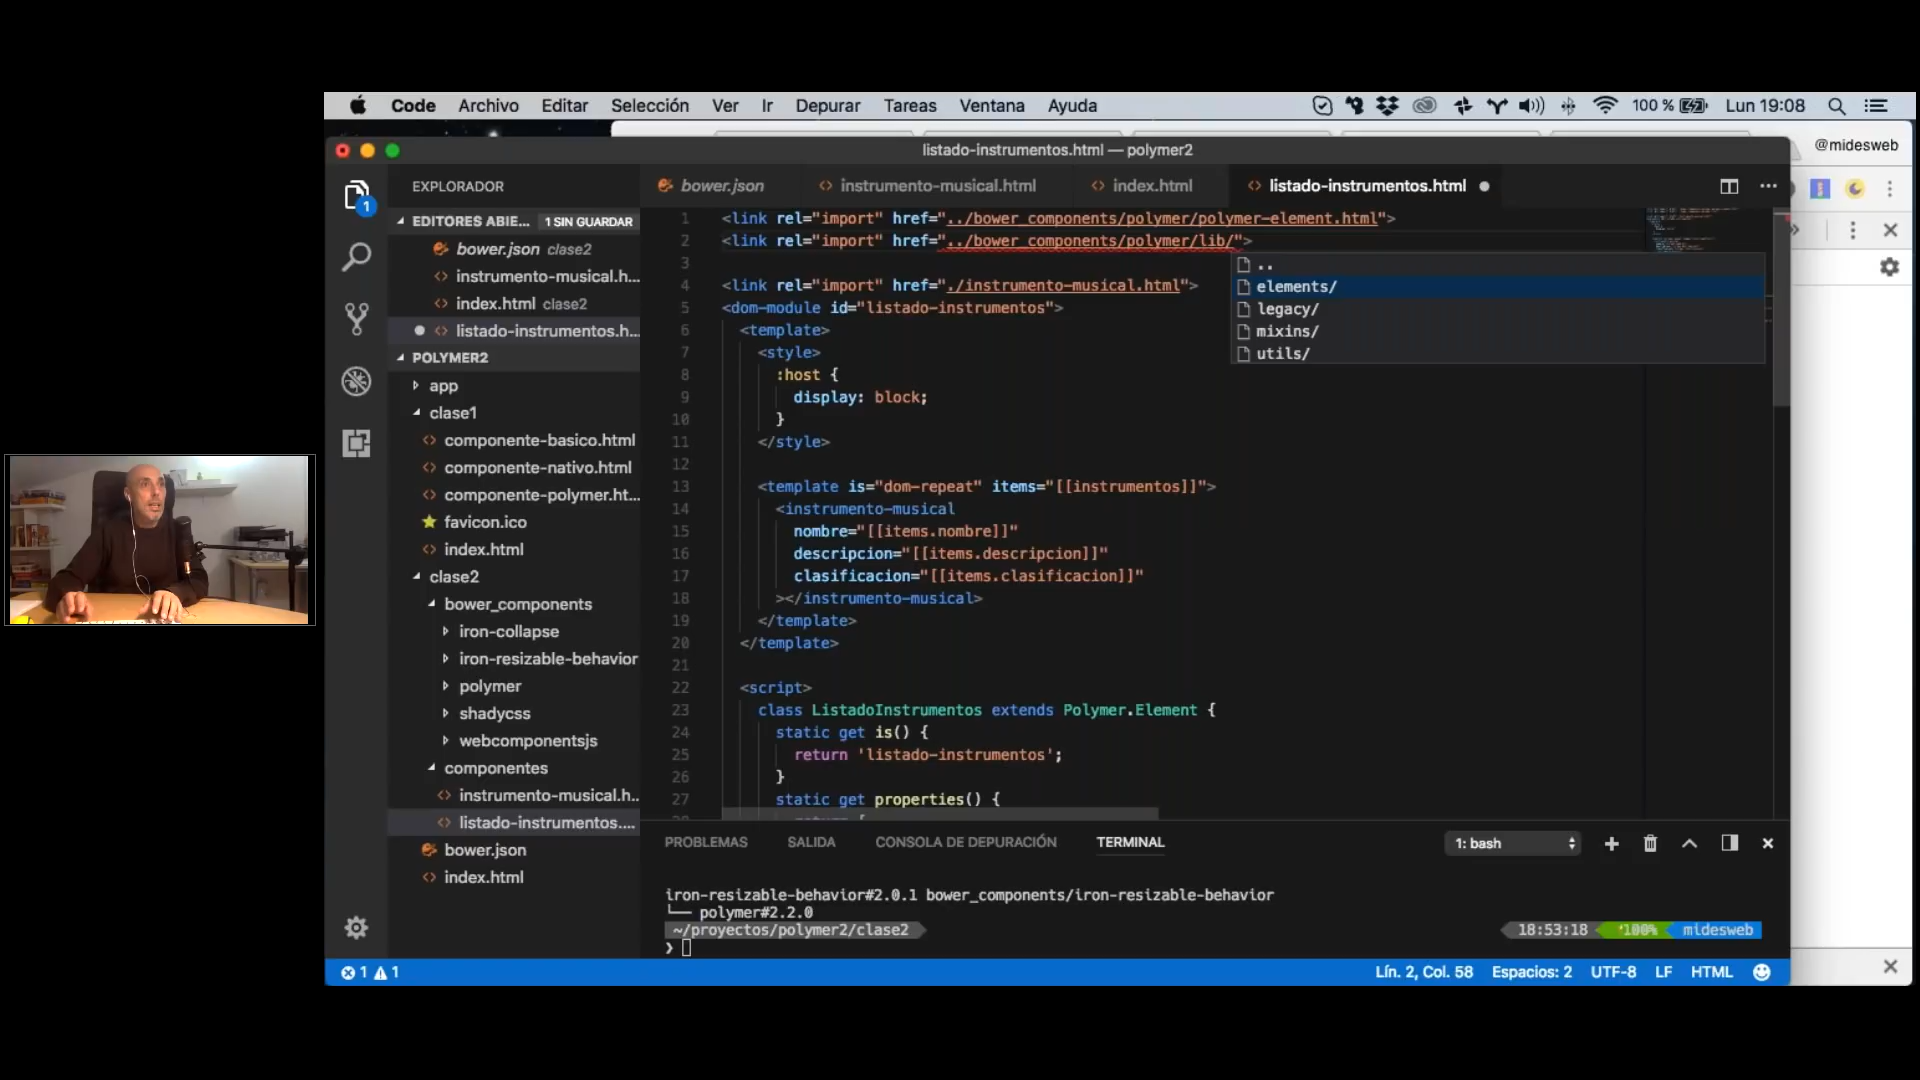 Code Archivo Editar Selección Ver Ir Depurar Tareas Ventana Ayuda 100 % Lun 19:08
listado-instrumentos.html — polymer2
@midesweb
EXPLORADOR
bower.json
instrumento-musical.html
index.html
listado-instrumentos.html
EDITORES ABIE... 1 SIN GUARDAR
bower.json clase2
instrumento-musical.h...
index.html clase2
listado-instrumentos.h...
1
POLYMER2
app
clase1
componente-basico.html
componente-nativo.html
componente-polymer.ht...
favicon.ico
index.html
clase2
bower_components
iron-collapse
iron-resizable-behavior
polymer
shadycss
webcomponentsjs
componentes
instrumento-musical.h..
listado-instrumentos....
bower.json
index.html
1 <link rel="import" href="../bower_components/polymer/polymer-element.html">
2 <link rel="import" href="../bower_components/polymer/lib/">
3
4 <link rel="import" href="./instrumento-musical.html">
5 <dom-module id="listado-instrumentos">
6 <template>
7 <style>
8 :host {
9 display: block;
10 }
11 </style>
12
13 <template is="dom-repeat" items="[[instrumentos]]">
14 <instrumento-musical
15 nombre="[[items.nombre]]"
16 descripcion="[[items.descripcion]]"
17 clasificacion="[[items.clasificacion]]"
18 ></instrumento-musical>
19 </template>
20 </template>
21
22 <script>
23 class ListadoInstrumentos extends Polymer.Element {
24 static get is() {
25 return 'listado-instrumentos';
26 }
27 static get properties() {
..
elements/
legacy/
mixins/
utils/
PROBLEMAS SALIDA CONSOLA DE DEPURACIÓN TERMINAL 1: bash
iron-resizable-behavior#2.0.1 bower_components/iron-resizable-behavior
└── polymer#2.2.0
~/proyectos/polymer2/clase2 18:53:18 100% midesweb
❯
1 1 Lín. 2, Col. 58 Espacios: 2 UTF-8 LF HTML